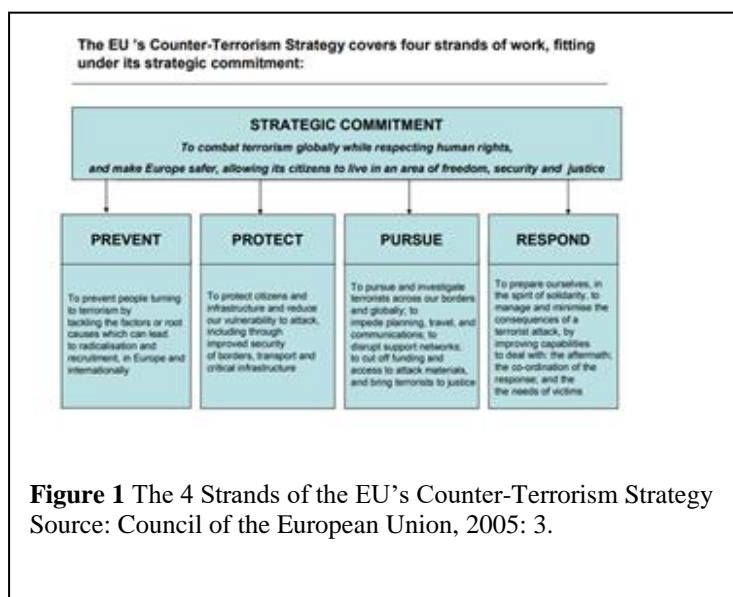 The EU 's Counter-Terrorism Strategy covers four strands of work, fitting
under its strategic commitment:
STRATEGIC COMMITMENT
To combat terrorism globally while respecting human rights,
and make Europe safer, allowing its citizens to live in an area of freedom, security and justice
PREVENT
To prevent people turning
to terrorism by
tackling the factors or root
causes which can lead
to radicalisation and
recruitment, in Europe and
internationally
PROTECT
To protect citizens and
infrastructure and reduce
our vulnerability to attack,
including through
improved security
of borders, transport and
critical infrastructure
PURSUE
To pursue and investigate
terrorists across our borders
and globally; to
impede planning, travel, and
communications; to
disrupt support networks;
to cut off funding and
access to attack materials,
and bring terrorists to justice
RESPOND
To prepare ourselves, in
the spirit of solidarity, to
manage and minimise the
consequences of a
terrorist attack, by
improving capabilities
to deal with: the aftermath;
the co-ordination of the
response; and the
the needs of victims
Figure 1 The 4 Strands of the EU's Counter-Terrorism Strategy
Source: Council of the European Union, 2005: 3.